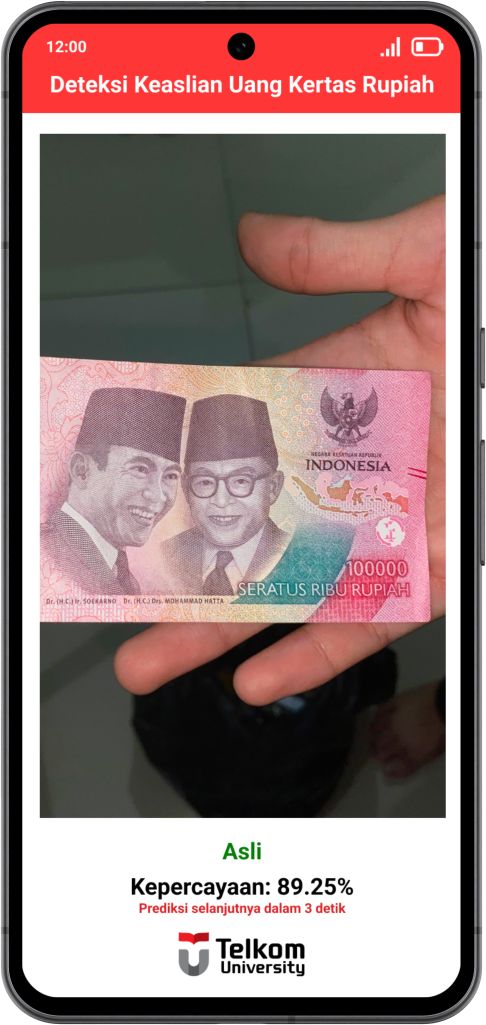 12:00
Deteksi Keaslian Uang Kertas Rupiah
NEGARA KESATUAN REPUBLIK
INDONESIA
100000
SERATUS RIBU RUPIAH
Dr. (H.C.) Ir. SOEKARNO Dr. (H.C.) Drs. MOHAMMAD HATTA
Asli
Kepercayaan: 89.25%
Prediksi selanjutnya dalam 3 detik
Telkom
University